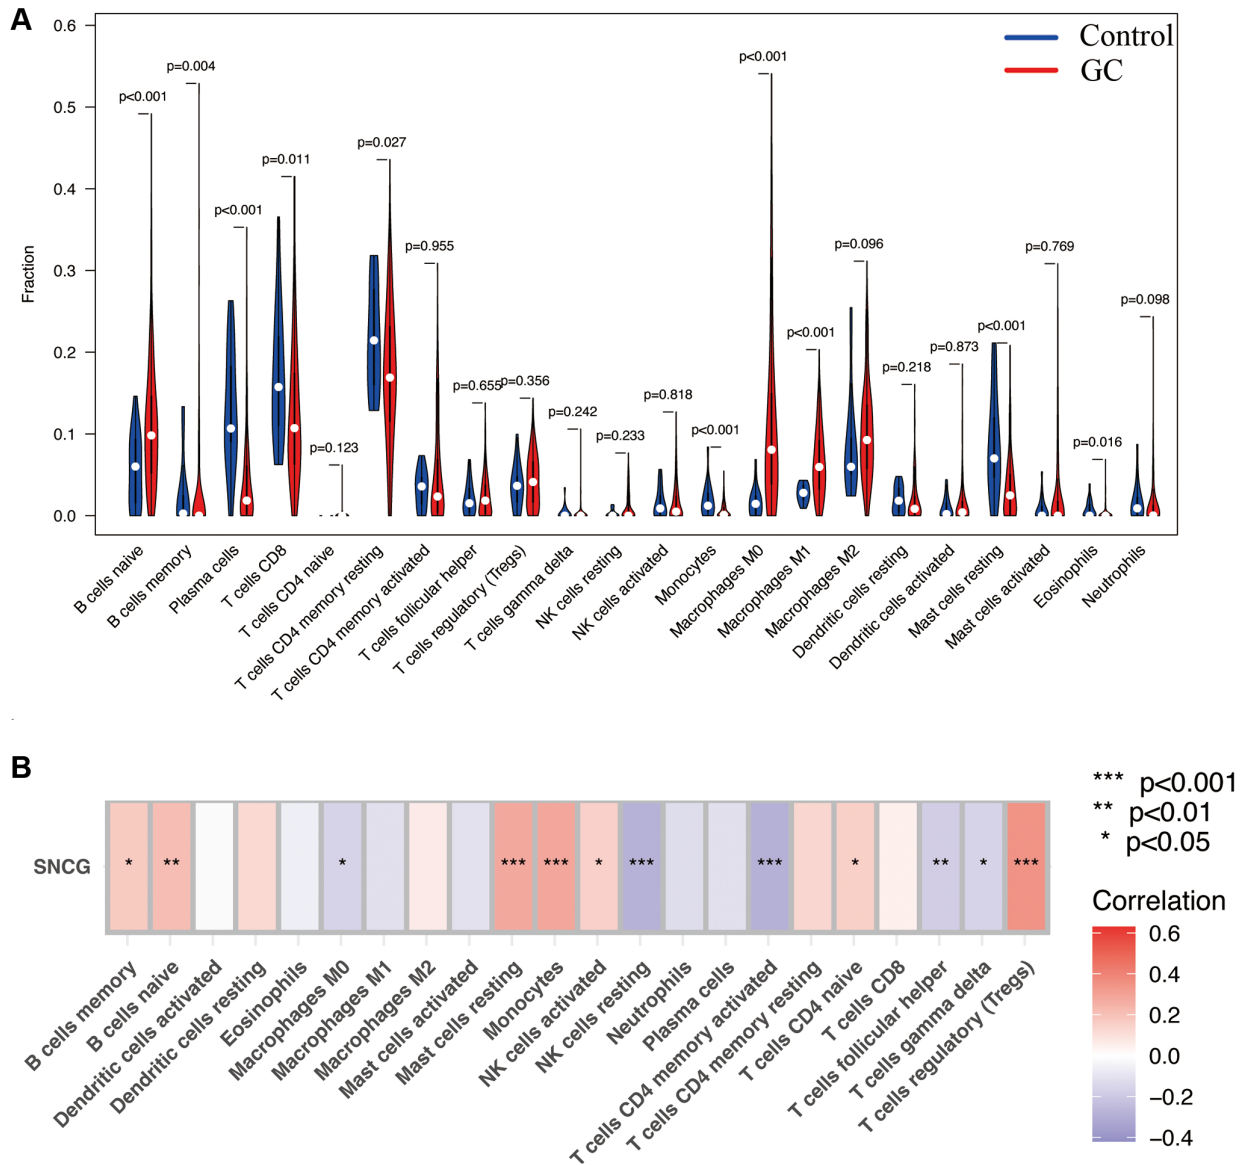 A
Control
GC
Fraction
0.6
0.5
0.4
0.3
0.2
0.1
0.0
p<0.001
p=0.004
p<0.001
p=0.011
p=0.123
p=0.027
p=0.955
p=0.655
p=0.356
p=0.242
p=0.233
p=0.818
p<0.001
p<0.001
p<0.001
p=0.096
p=0.218
p=0.873
p<0.001
p=0.769
p=0.016
p=0.098
B cells naive
B cells memory
Plasma cells
T cells CD8
T cells CD4 naive
T cells CD4 memory resting
T cells CD4 memory activated
T cells follicular helper
T cells regulatory (Tregs)
T cells gamma delta
NK cells resting
NK cells activated
Monocytes
Macrophages M0
Macrophages M1
Macrophages M2
Dendritic cells resting
Dendritic cells activated
Mast cells resting
Mast cells activated
Eosinophils
Neutrophils
B
SNCG
* ** * *** *** * *** *** * ** * ***
B cells memory
B cells naive
Dendritic cells activated
Dendritic cells resting
Eosinophils
Macrophages M0
Macrophages M1
Macrophages M2
Mast cells activated
Mast cells resting
Monocytes
NK cells activated
NK cells resting
Neutrophils
Plasma cells
T cells CD4 memory activated
T cells CD4 memory resting
T cells CD4 naive
T cells CD8
T cells follicular helper
T cells gamma delta
T cells regulatory (Tregs)
*** p<0.001
** p<0.01
* p<0.05
Correlation
0.6
0.4
0.2
0.0
−0.2
−0.4